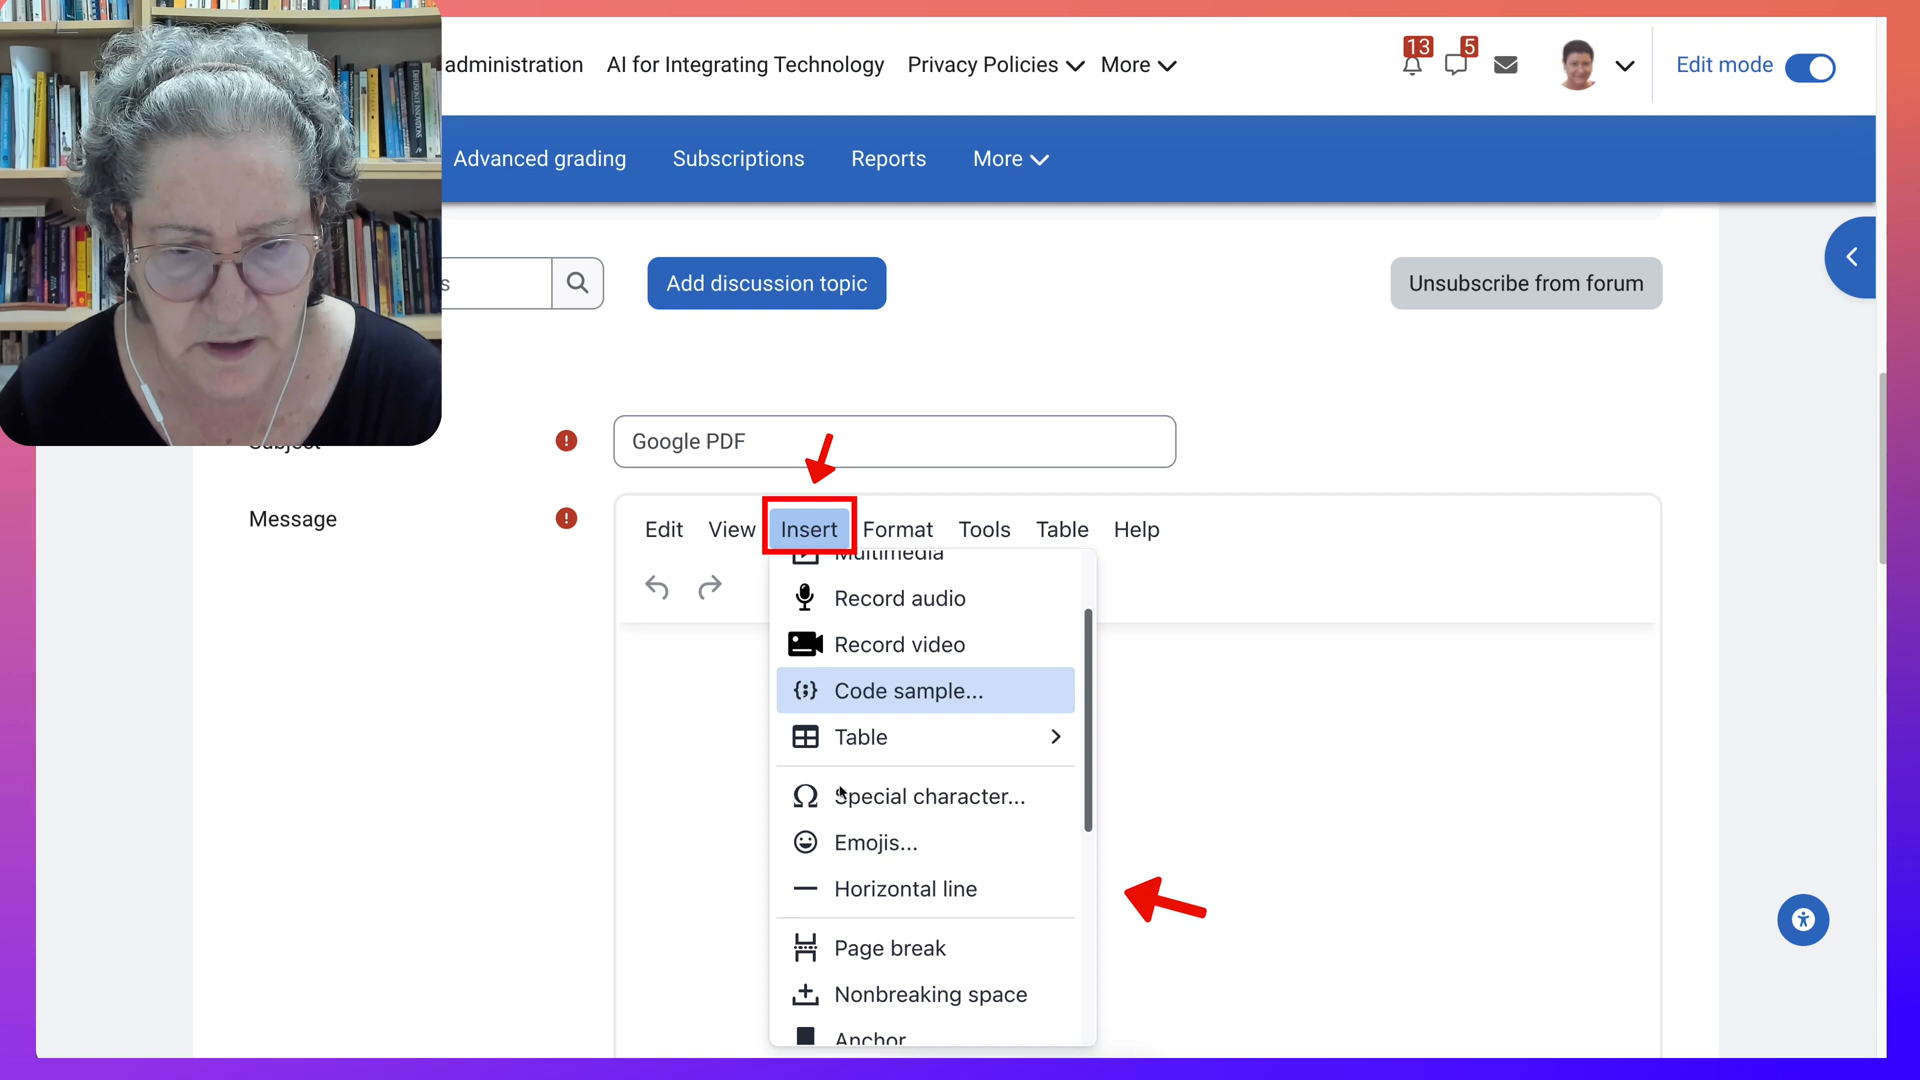 administration AI for Integrating Technology Privacy Policies More 13 5 Edit mode
Advanced grading Subscriptions Reports More
s Add discussion topic Unsubscribe from forum
Subject Google PDF
Message
Edit View Insert Format Tools Table Help
Multimedia
Record audio
Record video
Code sample...
Table
Special character...
Emojis...
Horizontal line
Page break
Nonbreaking space
Anchor